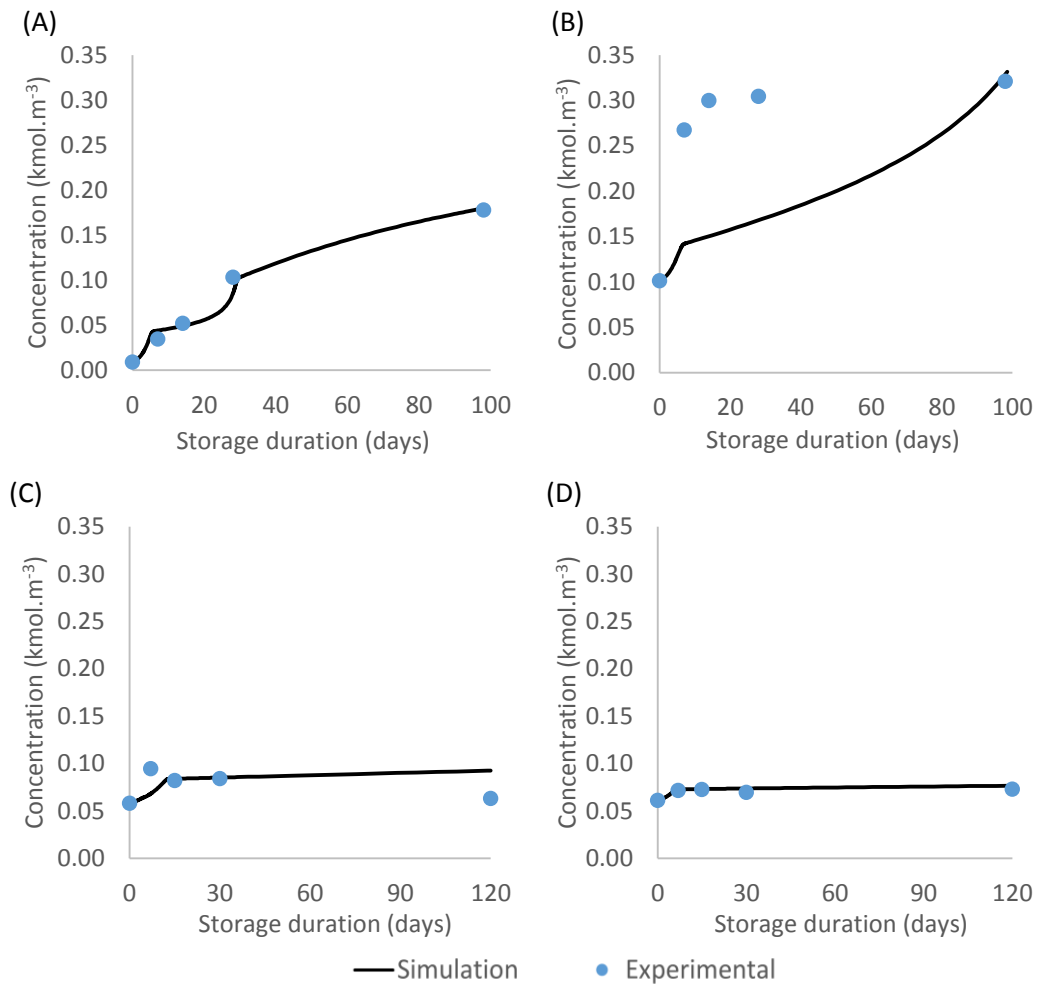 (A)
Concentration (kmol.m⁻³)
0.35
0.30
0.25
0.20
0.15
0.10
0.05
0.00
0 20 40 60 80 100
Storage duration (days)
(B)
Concentration (kmol.m⁻³)
0.35
0.30
0.25
0.20
0.15
0.10
0.05
0.00
0 20 40 60 80 100
Storage duration (days)
(C)
Concentration (kmol.m⁻³)
0.35
0.30
0.25
0.20
0.15
0.10
0.05
0.00
0 30 60 90 120
Storage duration (days)
(D)
Concentration (kmol.m⁻³)
0.35
0.30
0.25
0.20
0.15
0.10
0.05
0.00
0 30 60 90 120
Storage duration (days)
Simulation Experimental